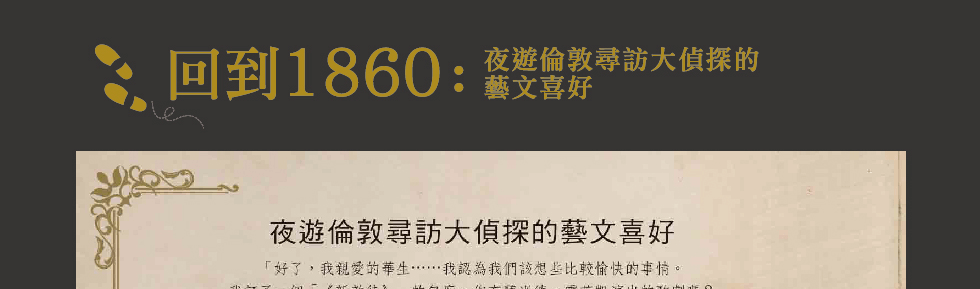 回到1860：
夜遊倫敦尋訪大偵探的
藝文喜好
夜遊倫敦尋訪大偵探的藝文喜好
「好了，我親愛的華生⋯⋯我認為我們該想些比較愉快的事情。